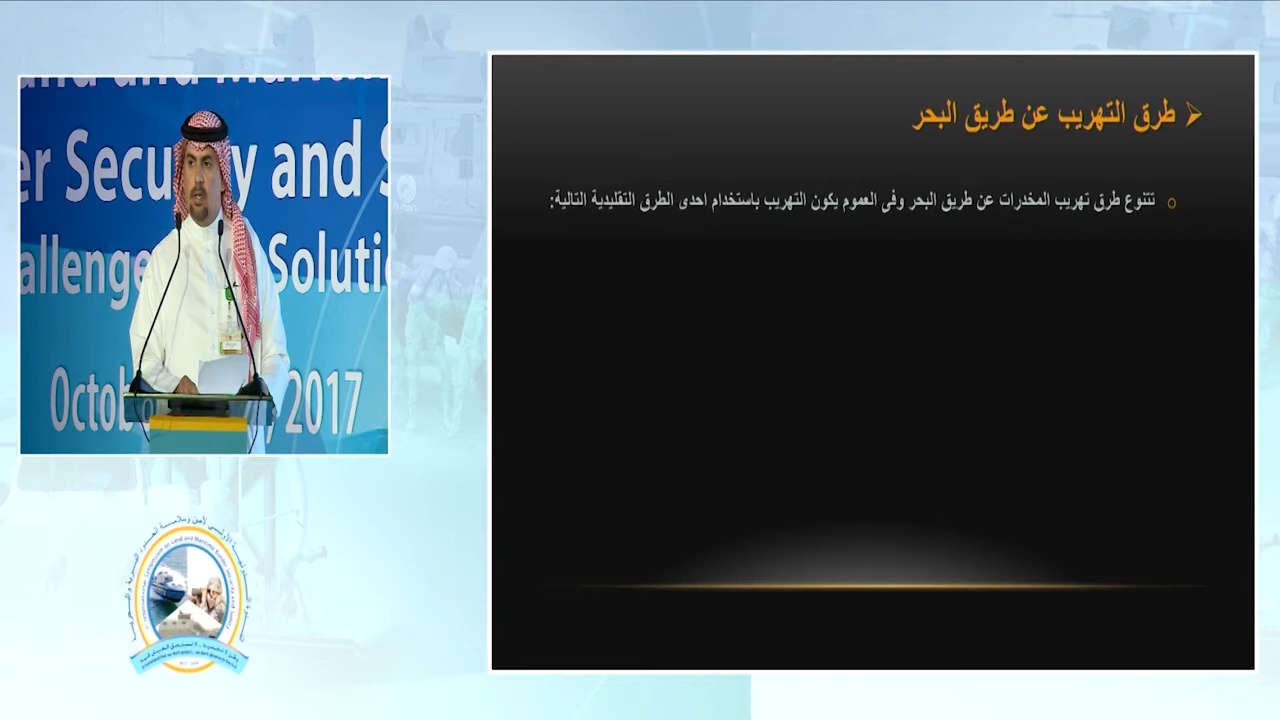 er Security and S
allenge Soluti
Octob , 2017
طرق التهريب عن طريق البحر
تتنوع طرق تهريب المخدرات عن طريق البحر وفى العموم يكون التهريب باستخدام احدى الطرق التقليدية التالية: